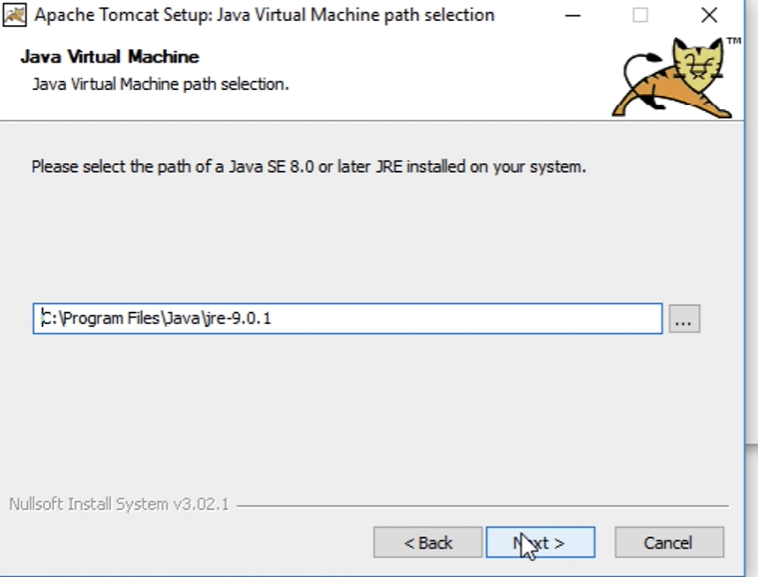 Apache Tomcat Setup: Java Virtual Machine path selection
TM
Java Virtual Machine
Java Virtual Machine path selection.
Please select the path of a Java SE 8.0 or later JRE installed on your system.
C:\Program Files\Java\jre-9.0.1
...
Nullsoft Install System v3.02.1
< Back
Next >
Cancel